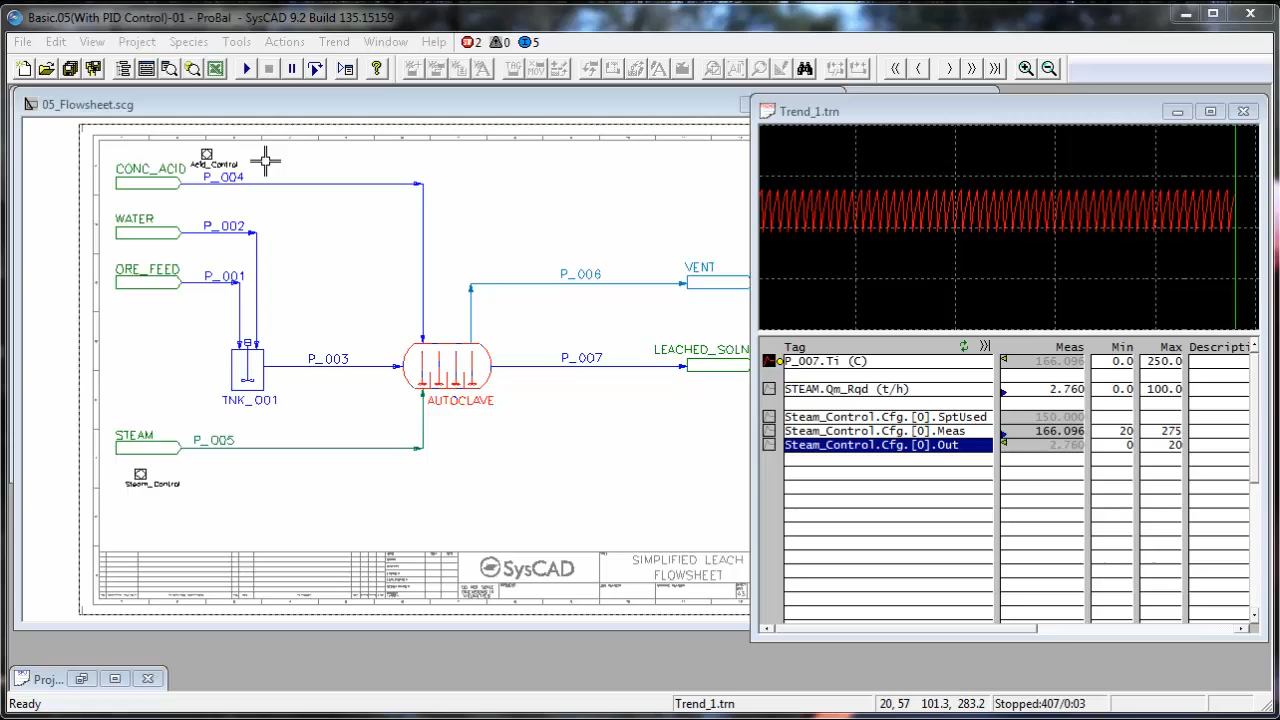 Basic.05(With PID Control)-01 - ProBal - SysCAD 9.2 Build 135.15159
File Edit View Project Species Tools Actions Trend Window Help 2 0 5
05_Flowsheet.scg
Acid_Control
CONC_ACID
P_004
WATER
P_002
ORE_FEED
P_001
VENT
P_006
P_003
P_007
LEACHED_SOLN
TNK_001
AUTOCLAVE
STEAM
P_005
Steam_Control
SysCAD
SIMPLIFIED LEACH
FLOWSHEET
Trend_1.trn
Tag Meas Min Max Descripti
P_007.Ti (C) 166.096 0.0 250.0
STEAM.Qm_Rqd (t/h) 2.760 0.0 100.0
Steam_Control.Cfg.[0].SptUsed 150.000
Steam_Control.Cfg.[0].Meas 166.096 20 275
Steam_Control.Cfg.[0].Out 2.760 0 20
Proj...
Ready Trend_1.trn 20, 57 101.3, 283.2 Stopped:407/0:03